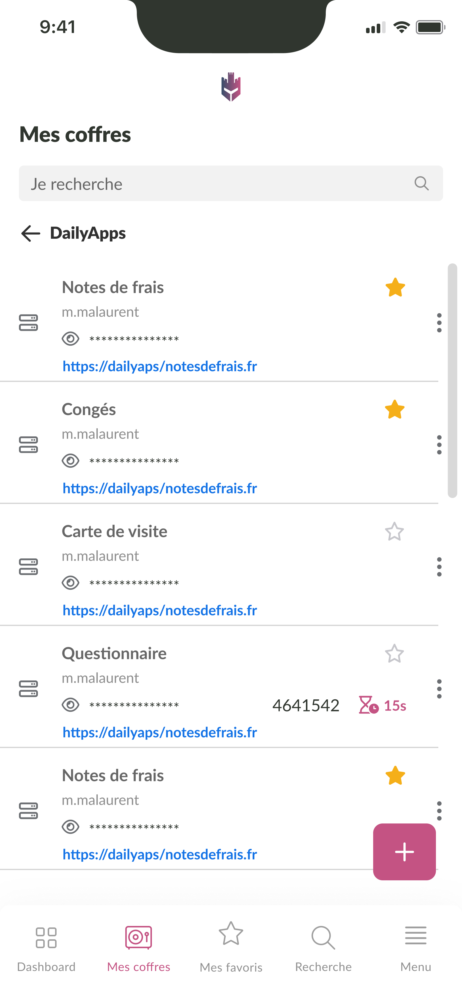 9:41
Mes coffres
Je recherche
DailyApps
Notes de frais
m.malaurent
***************
https://dailyaps/notesdefrais.fr
Congés
m.malaurent
***************
https://dailyaps/notesdefrais.fr
Carte de visite
m.malaurent
***************
https://dailyaps/notesdefrais.fr
Questionnaire
m.malaurent
*************** 4641542 15s
https://dailyaps/notesdefrais.fr
Notes de frais
m.malaurent
***************
https://dailyaps/notesdefrais.fr
Dashboard Mes coffres Mes favoris Recherche Menu